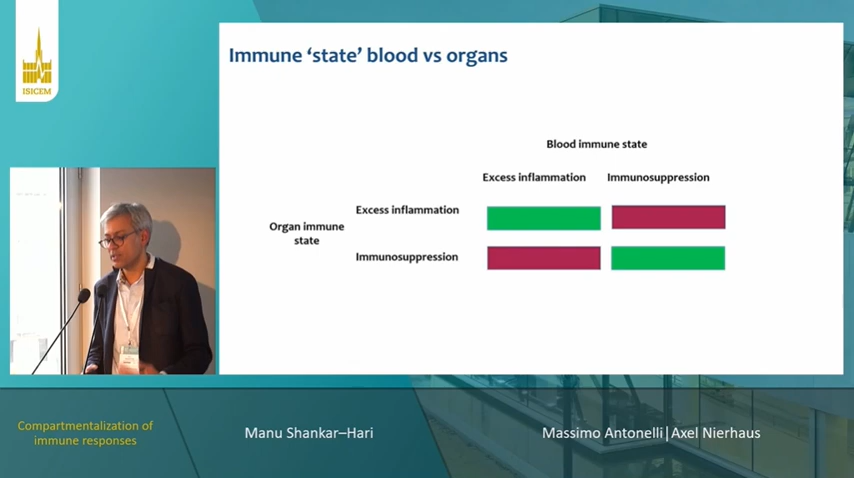 ISICEM
Immune ‘state’ blood vs organs
Blood immune state
Excess inflammation
Immunosuppression
Organ immune
state
Excess inflammation
Immunosuppression
Compartmentalization of
immune responses
Manu Shankar–Hari
Massimo Antonelli|Axel Nierhaus